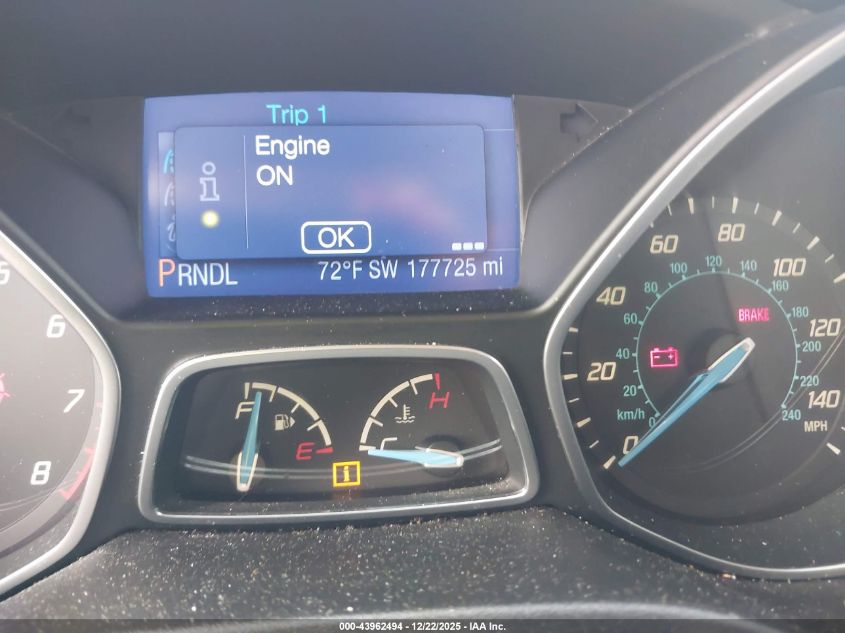 Trip 1
Engine
ON
OK
PRNDL 72°F SW 177725 mi
5
6
7
8
F
E
C
H
i
0
20
40
60
80
100
120
140
MPH
km/h
0
20
40
60
80
100
120
140
160
180
200
220
240
BRAKE
000-43962494 - 12/22/2025 - IAA Inc.